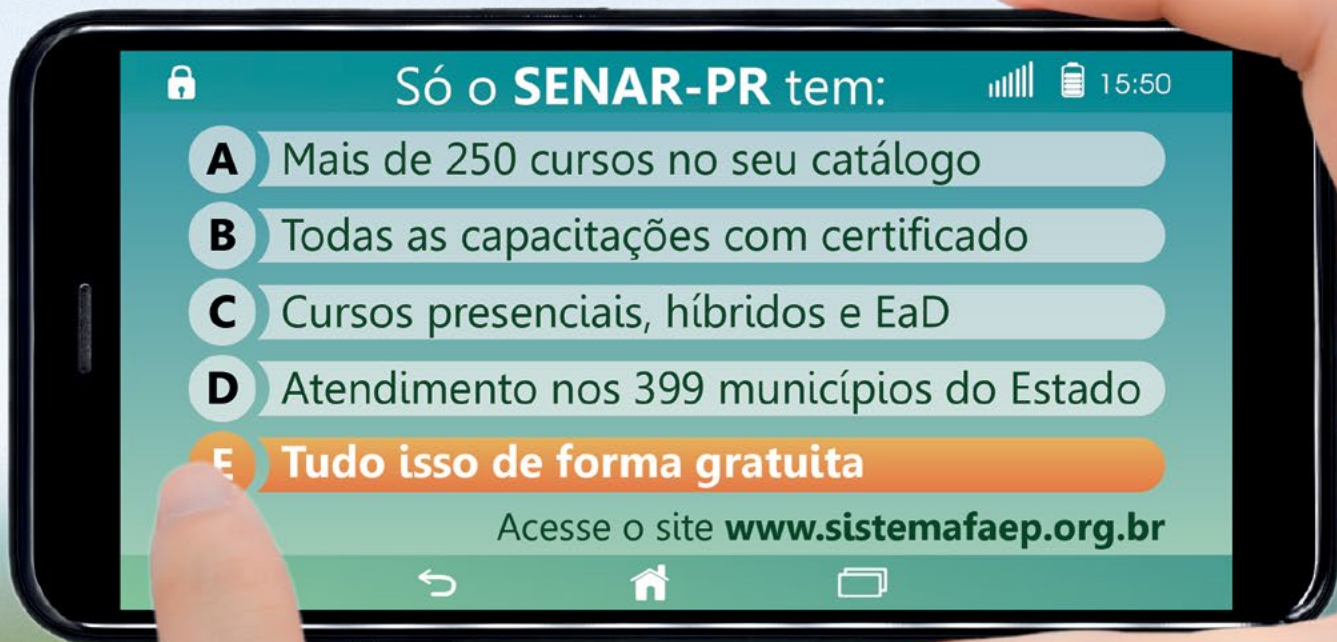 Só o SENAR-PR tem:
15:50
A Mais de 250 cursos no seu catálogo
B Todas as capacitações com certificado
C Cursos presenciais, híbridos e EaD
D Atendimento nos 399 municípios do Estado
E Tudo isso de forma gratuita
Acesse o site www.sistemafaep.org.br